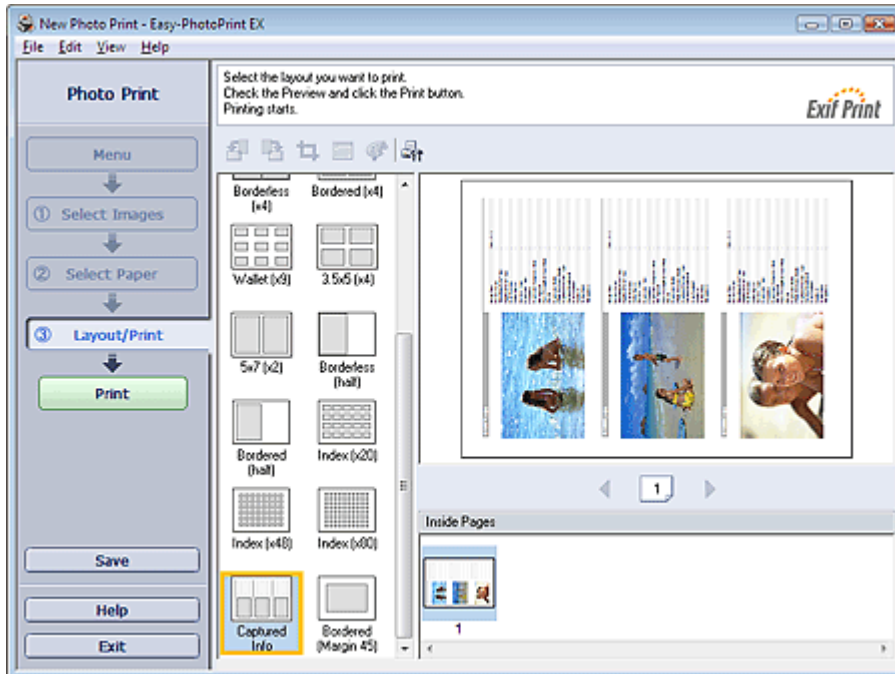 New Photo Print - Easy-PhotoPrint EX
File Edit View Help
Photo Print
Menu
① Select Images
② Select Paper
③ Layout/Print
Print
Save
Help
Exit
Select the layout you want to print.
Check the Preview and click the Print button.
Printing starts.
Exif Print
Borderless
(x4)
Bordered (x4)
Wallet (x9)
3.5x5 (x4)
5x7 (x2)
Borderless
(half)
Bordered
(half)
Index (x20)
Index (x48)
Index (x80)
Captured
Info
Bordered
(Margin 45)
1
Inside Pages
1